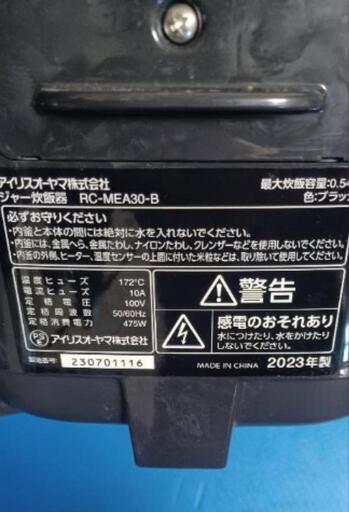 アイリスオーヤマ株式会社 最大炊飯容量:0.54
ジャー炊飯器 RC-MEA30-B 色:ブラッ
必ずお守りください
・内釜と本体の間には絶対に水を入れないでください。
・内釜には、金属へら、金属たわし、ナイロンたわし、クレンザーなどを使用しないでください。
・内釜の外側、ヒーター、温度センサーの上面に付いた米粒などは、取り除いて使用してください。
温度ヒューズ 172℃
電流ヒューズ 10A
定格電圧 100V
定格周波数 50/60Hz
定格消費電力 475W
PSE アイリスオーヤマ株式会社
製造番号: 230701116
警告
感電のおそれあり
水につけたり、水をかけたり
しないでください
MADE IN CHINA 2023年製